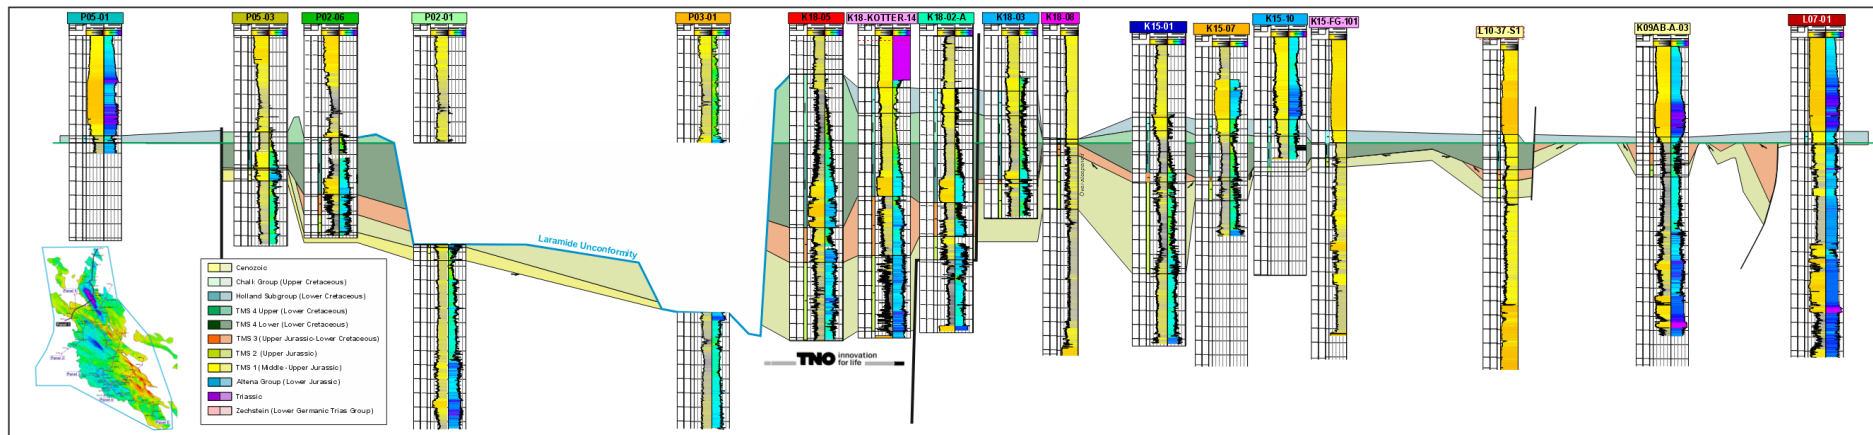 P05-01
P05-03
P02-06
P02-01
P03-01
K18-05
K18-KOTTER-14
K18-02-A
K18-03
K18-08
K15-01
K15-07
K15-10
K15-FG-101
L10-37-S1
K09AB-A-03
L07-01
Laramide Unconformity
Cenozoic
Chalk Group (Upper Cretaceous)
Holland Subgroup (Lower Cretaceous)
TMS 4 Upper (Lower Cretaceous)
TMS 4 Lower (Lower Cretaceous)
TMS 3 (Upper Jurassic-Lower Cretaceous)
TMS 2 (Upper Jurassic)
TMS 1 (Middle-Upper Jurassic)
Altena Group (Lower Jurassic)
Triassic
Zechstein (Lower Germanic Trias Group)
TNO innovation
for life